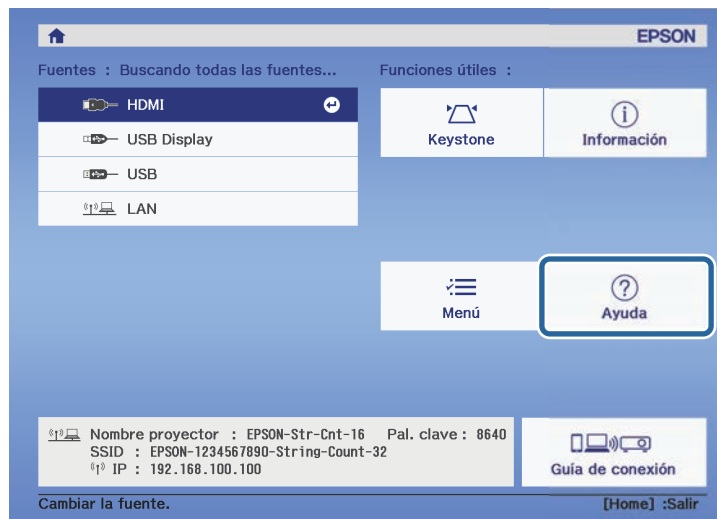 EPSON
Fuentes : Buscando todas las fuentes...
HDMI
USB Display
USB
LAN
Funciones útiles :
Keystone
Información
Menú
Ayuda
Nombre proyector : EPSON-Str-Cnt-16 Pal. clave : 8640
SSID : EPSON-1234567890-String-Count-32
IP : 192.168.100.100
Guía de conexión
Cambiar la fuente.
[Home] :Salir